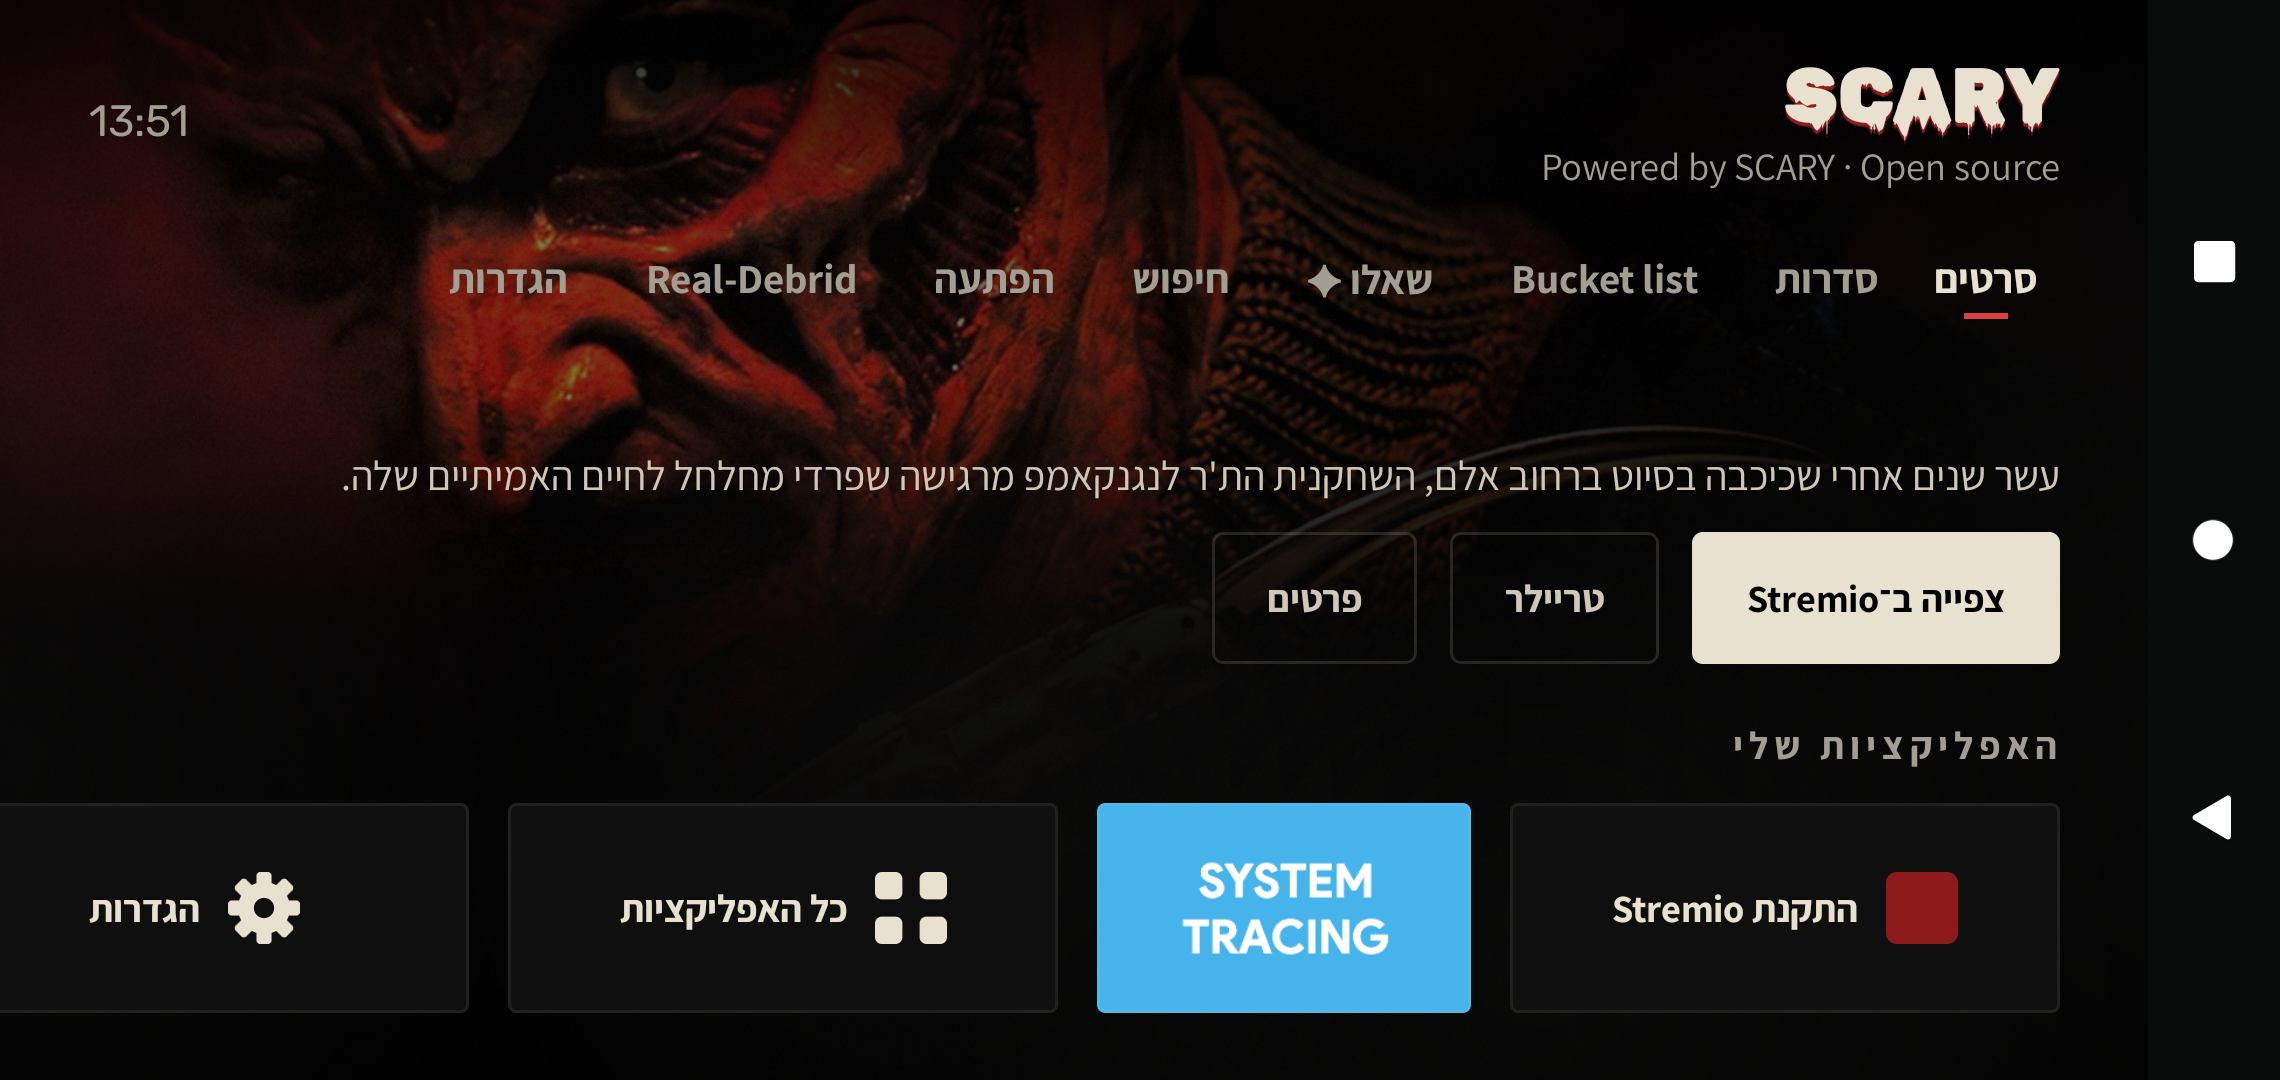 SCARY
13:51
Powered by SCARY · Open source
סרטים
סדרות
Bucket list
שאלו
חיפוש
הפתעה
Real-Debrid
הגדרות
עשר שנים אחרי שכיכבה בסיוט ברחוב אלם, השחקנית הת'ר לנגנקאמפ מרגישה שפרדי מחלחל לחיים האמיתיים שלה.
צפייה ב־Stremio
טריילר
פרטים
האפליקציות שלי
התקנת Stremio
SYSTEM
TRACING
כל האפליקציות
הגדרות